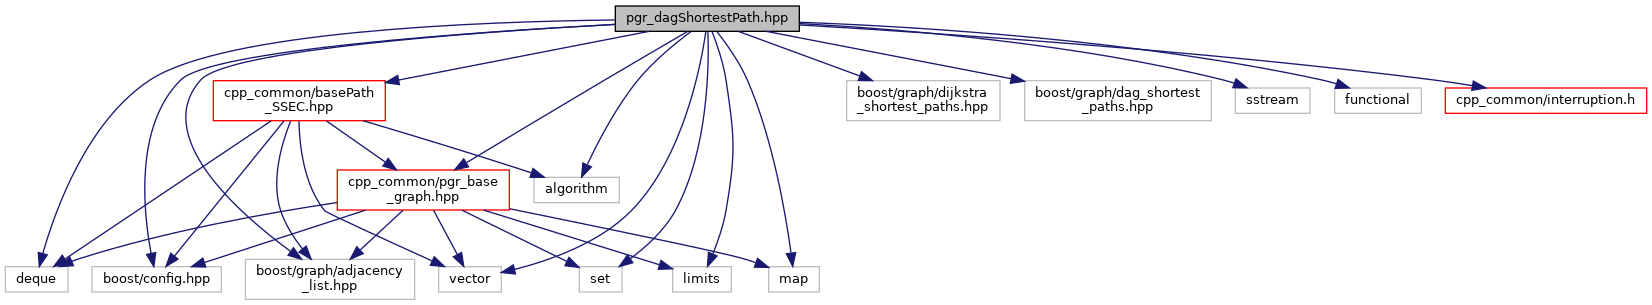 pgr_dagShortestPath.hpp
cpp_common/basePath
_SSEC.hpp
boost/graph/dijkstra
_shortest_paths.hpp
boost/graph/dag_shortest
_paths.hpp
sstream
functional
cpp_common/interruption.h
cpp_common/pgr_base
_graph.hpp
algorithm
deque
boost/config.hpp
boost/graph/adjacency
_list.hpp
vector
set
limits
map